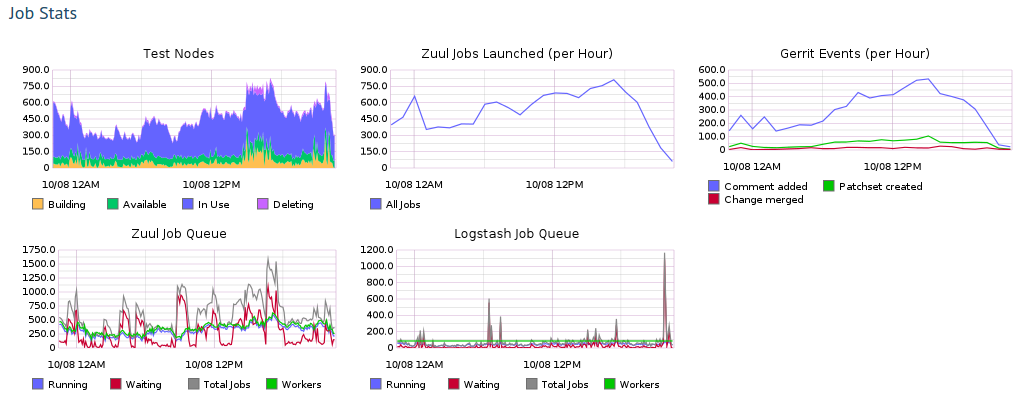 Job Stats
Test Nodes
900.0
750.0
600.0
450.0
300.0
150.0
0
10/08 12AM 10/08 12PM
Building Available In Use Deleting
Zuul Jobs Launched (per Hour)
900.0
750.0
600.0
450.0
300.0
150.0
0
10/08 12AM 10/08 12PM
All Jobs
Gerrit Events (per Hour)
600.0
500.0
400.0
300.0
200.0
100.0
0
10/08 12AM 10/08 12PM
Comment added Patchset created
Change merged
Zuul Job Queue
1750.0
1500.0
1250.0
1000.0
750.0
500.0
250.0
0
10/08 12AM 10/08 12PM
Running Waiting Total Jobs Workers
Logstash Job Queue
1200.0
1000.0
800.0
600.0
400.0
200.0
0
10/08 12AM 10/08 12PM
Running Waiting Total Jobs Workers